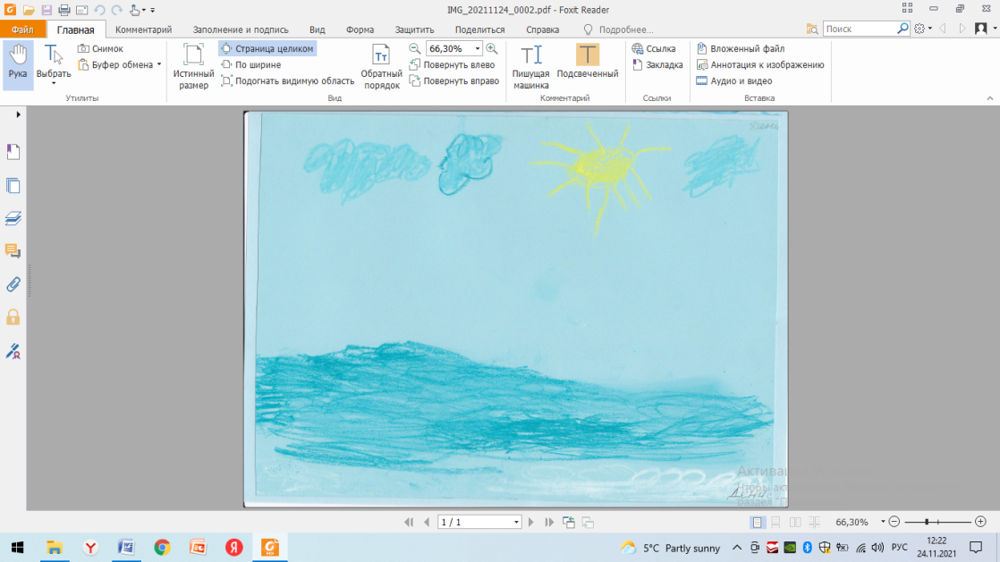 IMG_20211124_0002.pdf - Foxit Reader
Файл Главная Комментарий Заполнение и подпись Вид Форма Защитить Поделиться Справка Подробнее... Поиск
Рука
Выбрать
Снимок
Буфер обмена
Утилиты
Истинный размер
Страница целиком
По ширине
Подогнать видимую область
Обратный порядок
66,30%
Повернуть влево
Повернуть вправо
Вид
Пишущая машинка
Подсвеченный
Комментарий
Ссылка
Закладка
Ссылки
Вложенный файл
Аннотация к изображению
Аудио и видео
Вставка
1 / 1
66,30%
5°C Partly sunny
РУС
12:22
24.11.2021